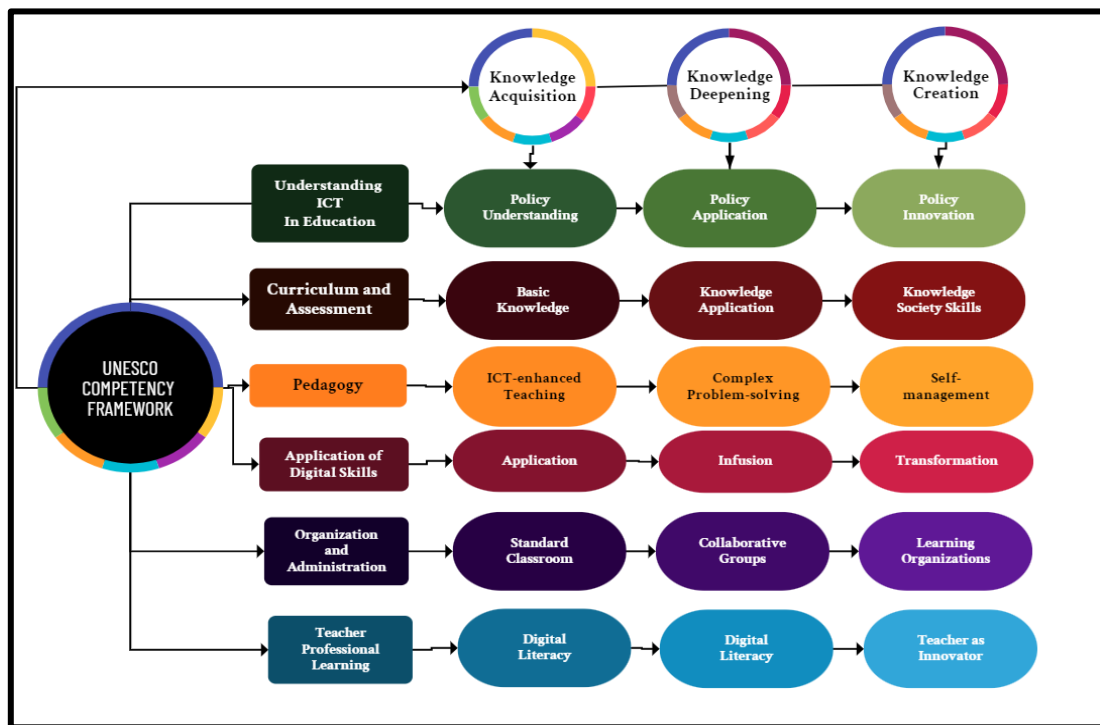 Knowledge
Acquisition
Knowledge
Deepening
Knowledge
Creation
Understanding
ICT
In Education
Policy
Understanding
Policy
Application
Policy
Innovation
Curriculum and
Assessment
Basic
Knowledge
Knowledge
Application
Knowledge
Society Skills
UNESCO
COMPETENCY
FRAMEWORK
Pedagogy
ICT-enhanced
Teaching
Complex
Problem-solving
Self-
management
Application of
Digital Skills
Application
Infusion
Transformation
Organization
and
Administration
Standard
Classroom
Collaborative
Groups
Learning
Organizations
Teacher
Professional
Learning
Digital
Literacy
Digital
Literacy
Teacher as
Innovator